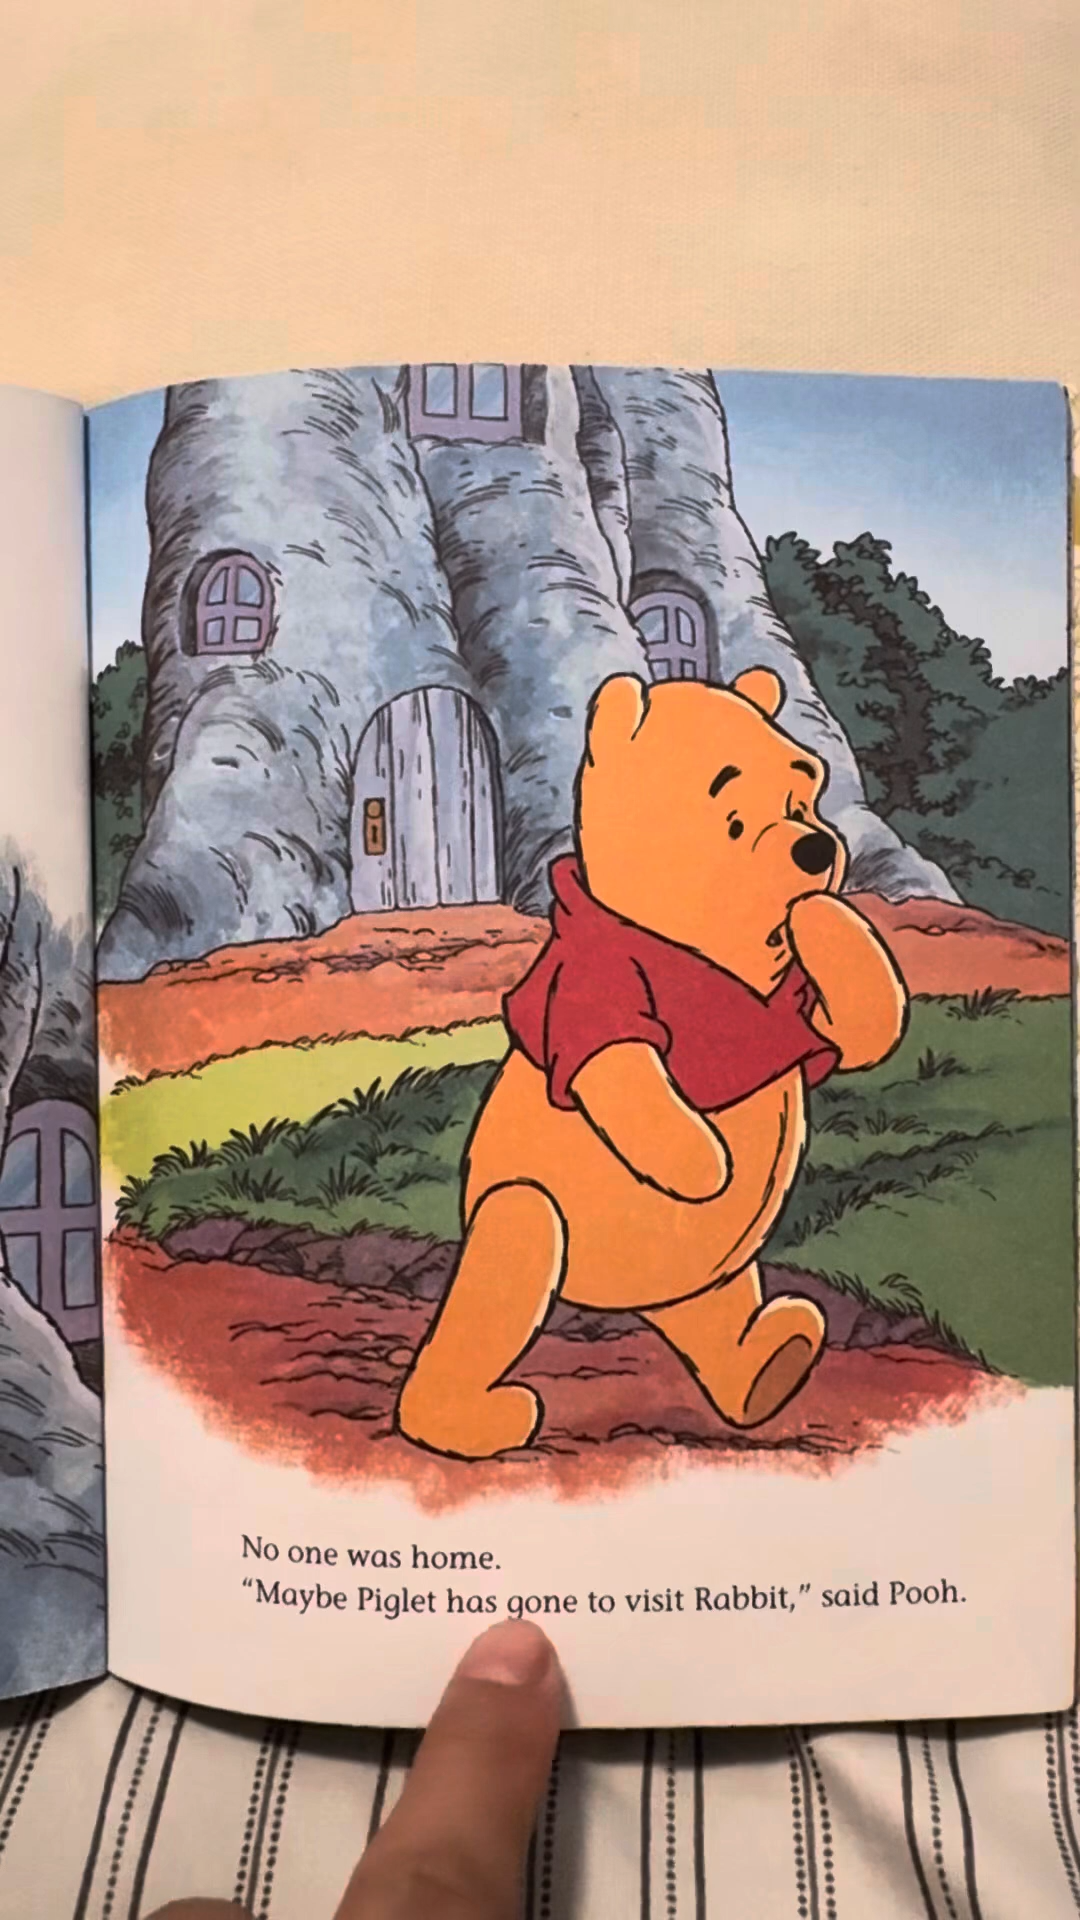 No one was home.
“Maybe Piglet has gone to visit Rabbit,” said Pooh.